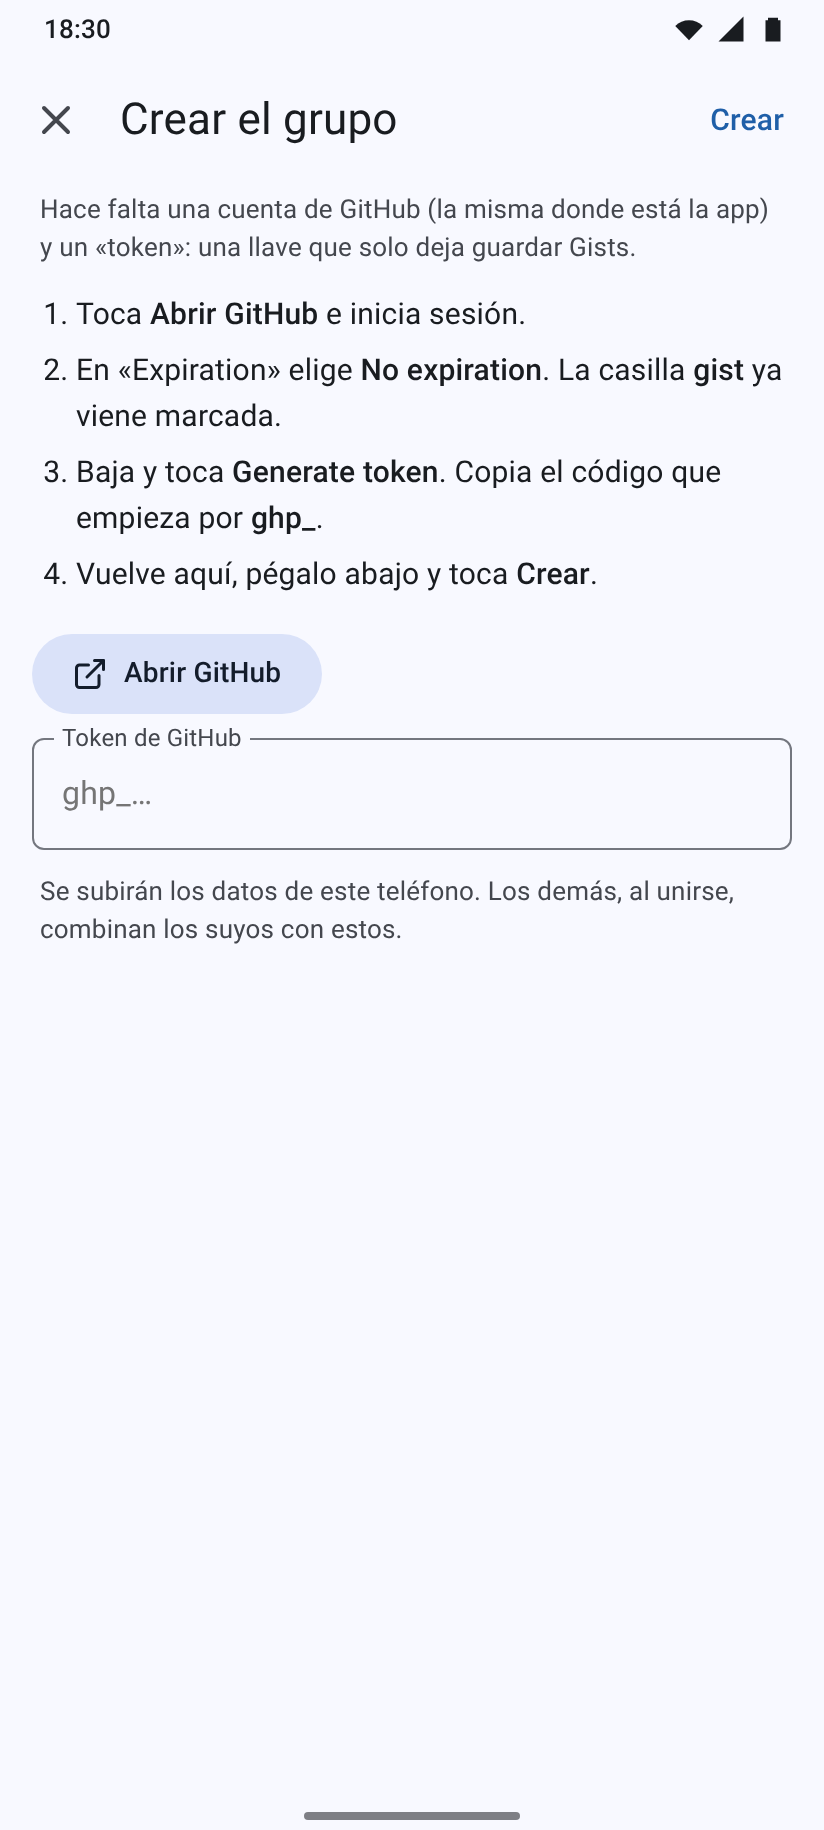 18:30
Crear el grupo
Crear
Hace falta una cuenta de GitHub (la misma donde está la app)
y un «token»: una llave que solo deja guardar Gists.
1. Toca Abrir GitHub e inicia sesión.
2. En «Expiration» elige No expiration. La casilla gist ya
viene marcada.
3. Baja y toca Generate token. Copia el código que
empieza por ghp_.
4. Vuelve aquí, pégalo abajo y toca Crear.
Abrir GitHub
Token de GitHub
ghp_...
Se subirán los datos de este teléfono. Los demás, al unirse,
combinan los suyos con estos.